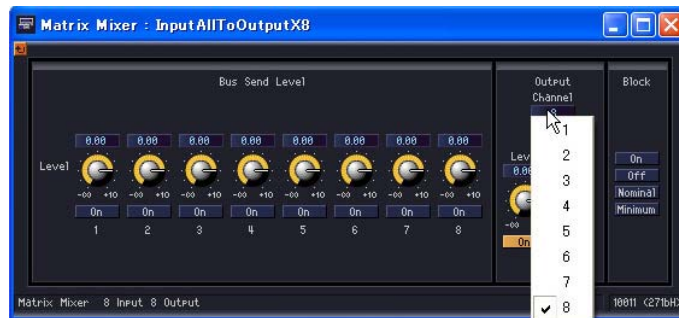 Matrix Mixer : InputAllToOutputX8
Bus Send Level
Output
Channel
Block
0.00 0.00 0.00 0.00 0.00 0.00 0.00 0.00
Level
-∞ +10 -∞ +10 -∞ +10 -∞ +10 -∞ +10 -∞ +10 -∞ +10 -∞ +10
On On On On On On On On
1 2 3 4 5 6 7 8
-∞
On
1
2
3
4
5
6
7
✓ 8
On
Off
Nominal
Minimum
Matrix Mixer 8 Input 8 Output
10011 (271bH)